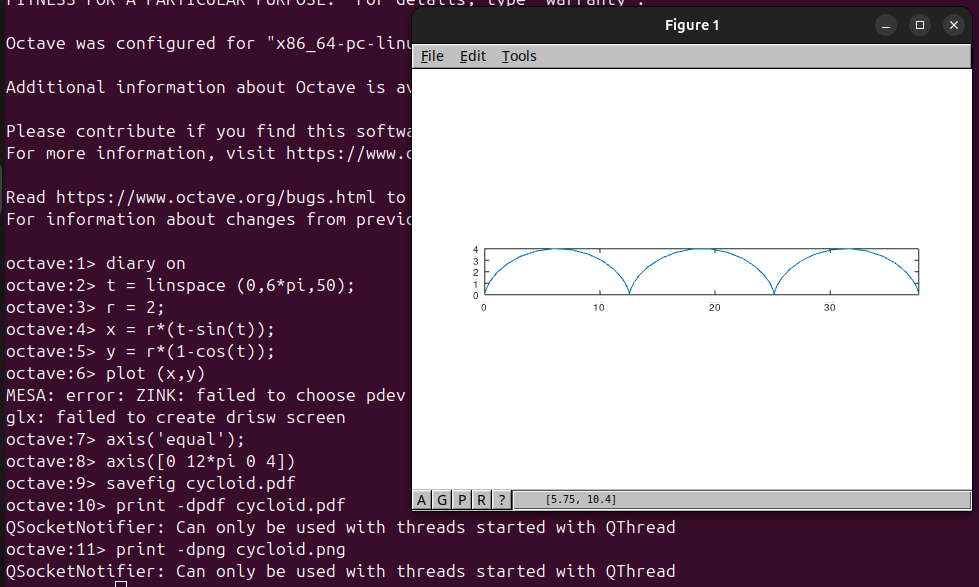 FITNESS FOR A PARTICULAR PURPOSE. For details, type 'warranty'.
Octave was configured for "x86_64-pc-linu
Additional information about Octave is av
Please contribute if you find this softwa
For more information, visit https://www.o
Read https://www.octave.org/bugs.html to
For information about changes from previo
octave:1> diary on
octave:2> t = linspace (0,6*pi,50);
octave:3> r = 2;
octave:4> x = r*(t-sin(t));
octave:5> y = r*(1-cos(t));
octave:6> plot (x,y)
MESA: error: ZINK: failed to choose pdev
glx: failed to create drisw screen
octave:7> axis('equal');
octave:8> axis([0 12*pi 0 4])
octave:9> savefig cycloid.pdf
octave:10> print -dpdf cycloid.pdf
QSocketNotifier: Can only be used with threads started with QThread
octave:11> print -dpng cycloid.png
QSocketNotifier: Can only be used with threads started with QThread
Figure 1
File Edit Tools
4
3
2
1
0
0 10 20 30
A G P R ? [5.75, 10.4]